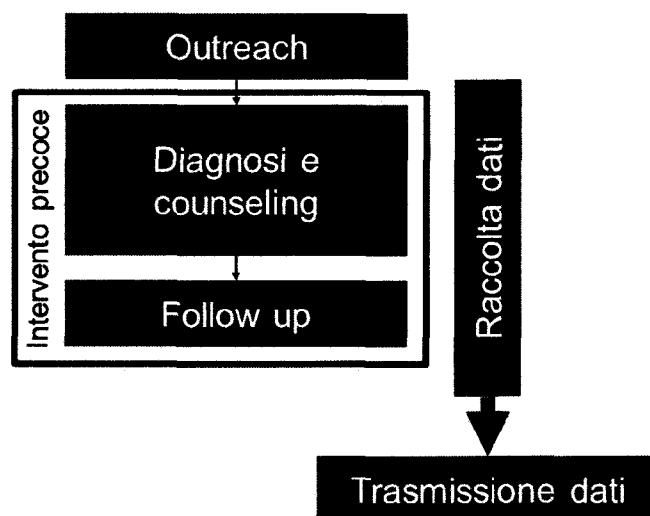 Outreach
Intervento precoce
Diagnosi e
counseling
Follow up
Raccolta dati
Trasmissione dati